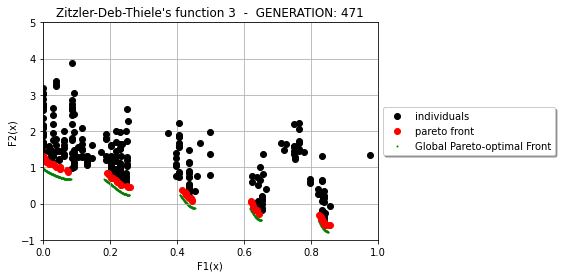 Zitzler-Deb-Thiele's function 3 - GENERATION: 471
5
4
3
2
1
0
−1
F2(x)
0.0 0.2 0.4 0.6 0.8 1.0
F1(x)
individuals
pareto front
Global Pareto-optimal Front